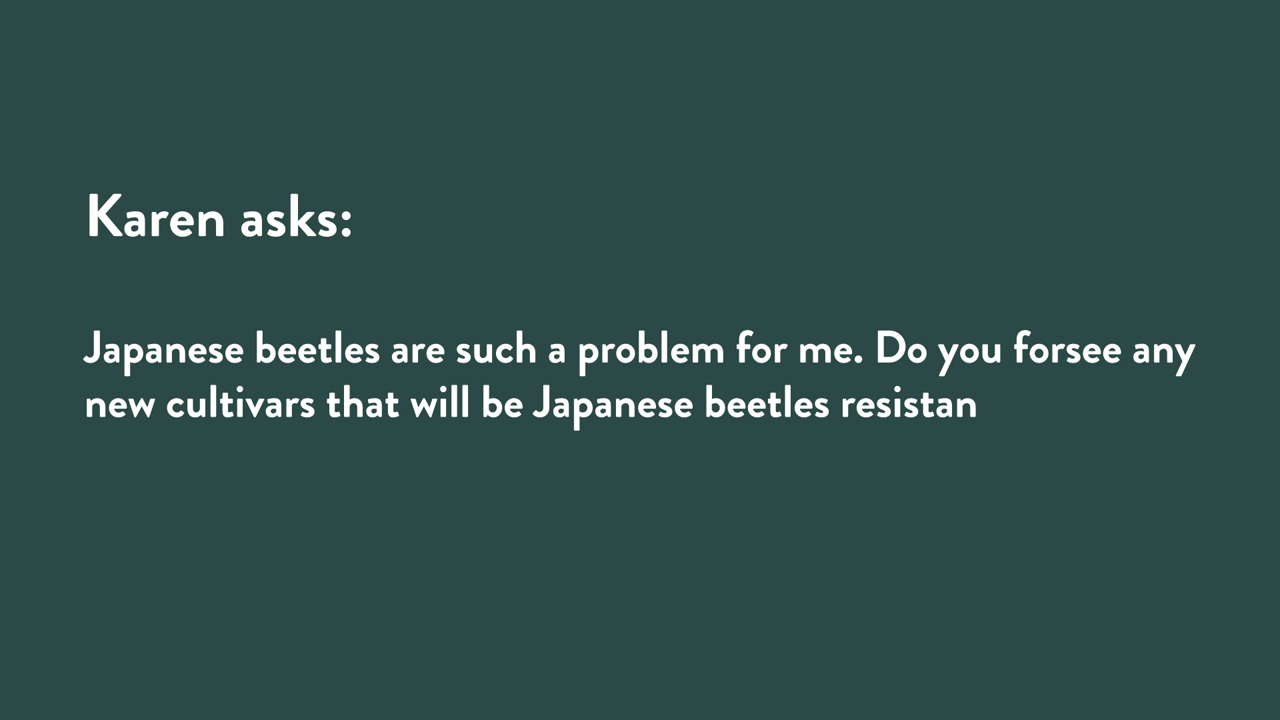 Karen asks:
Japanese beetles are such a problem for me. Do you forsee any
new cultivars that will be Japanese beetles resistan